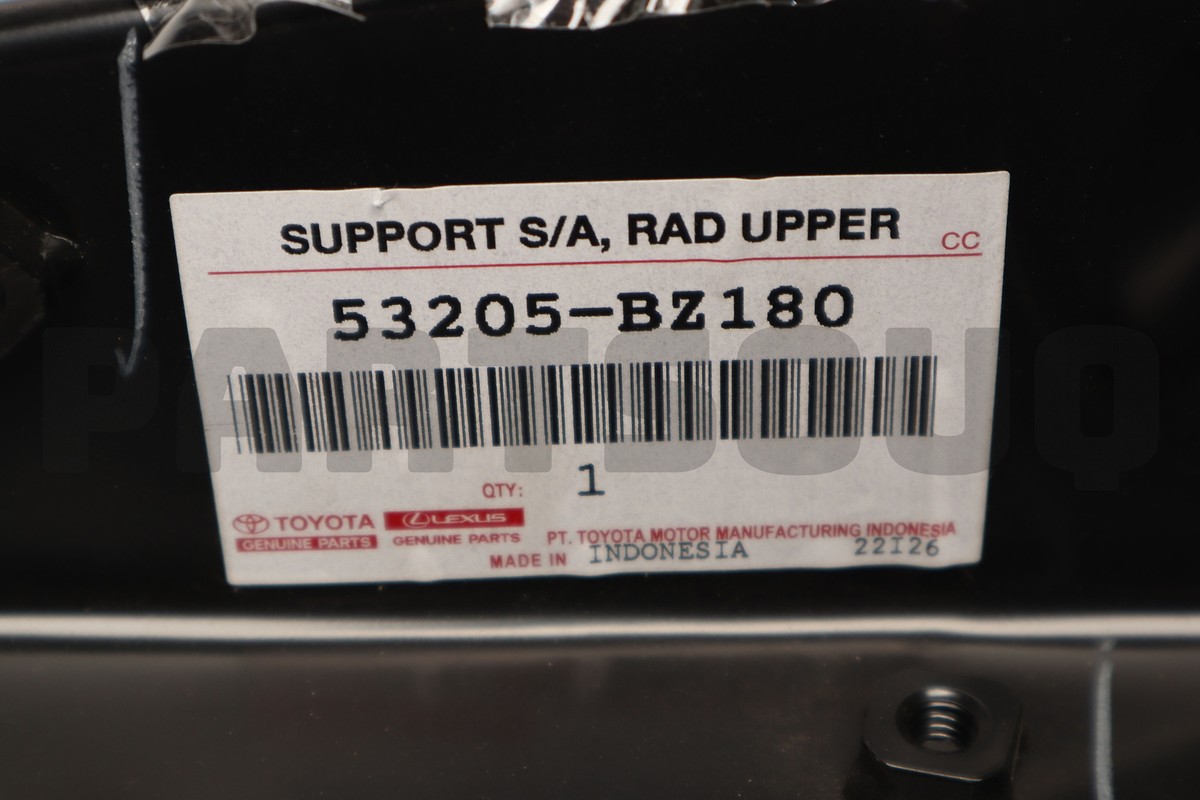 SUPPORT S/A, RAD UPPER CC
53205-BZ180
PARTSOUQ
QTY: 1
TOYOTA LEXUS
GENUINE PARTS GENUINE PARTS
PT. TOYOTA MOTOR MANUFACTURING INDONESIA
MADE IN INDONESIA 22I26